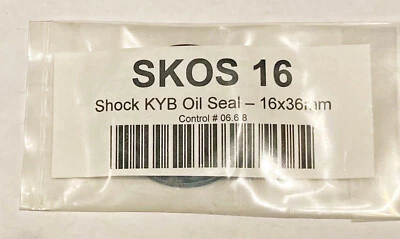 SKOS 16
Shock KYB Oil Seal – 16x36mm
Control # 06.6.8